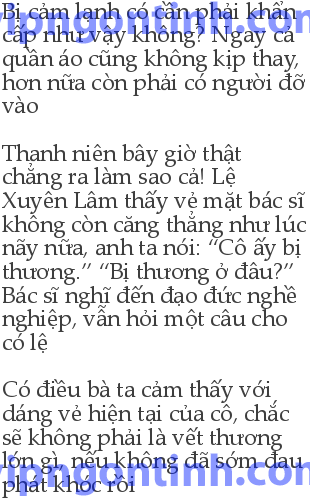 Bị cảm lạnh có cần phải khẩn
cấp như vậy không? Ngay cả
quần áo cũng không kịp thay,
hơn nữa còn phải có người đỡ
vào
Thanh niên bây giờ thật
chẳng ra làm sao cả! Lệ
Xuyên Lâm thấy vẻ mặt bác sĩ
không còn căng thẳng như lúc
nãy nữa, anh ta nói: “Cô ấy bị
thương.” “Bị thương ở đâu?”
Bác sĩ nghĩ đến đạo đức nghề
nghiệp, vẫn hỏi một câu cho
có lệ
Có điều bà ta cảm thấy với
dáng vẻ hiện tại của cô, chắc
sẽ không phải là vết thương
lớn gì, nếu không đã sớm đau
phát khóc rồi
vipngontinh.com